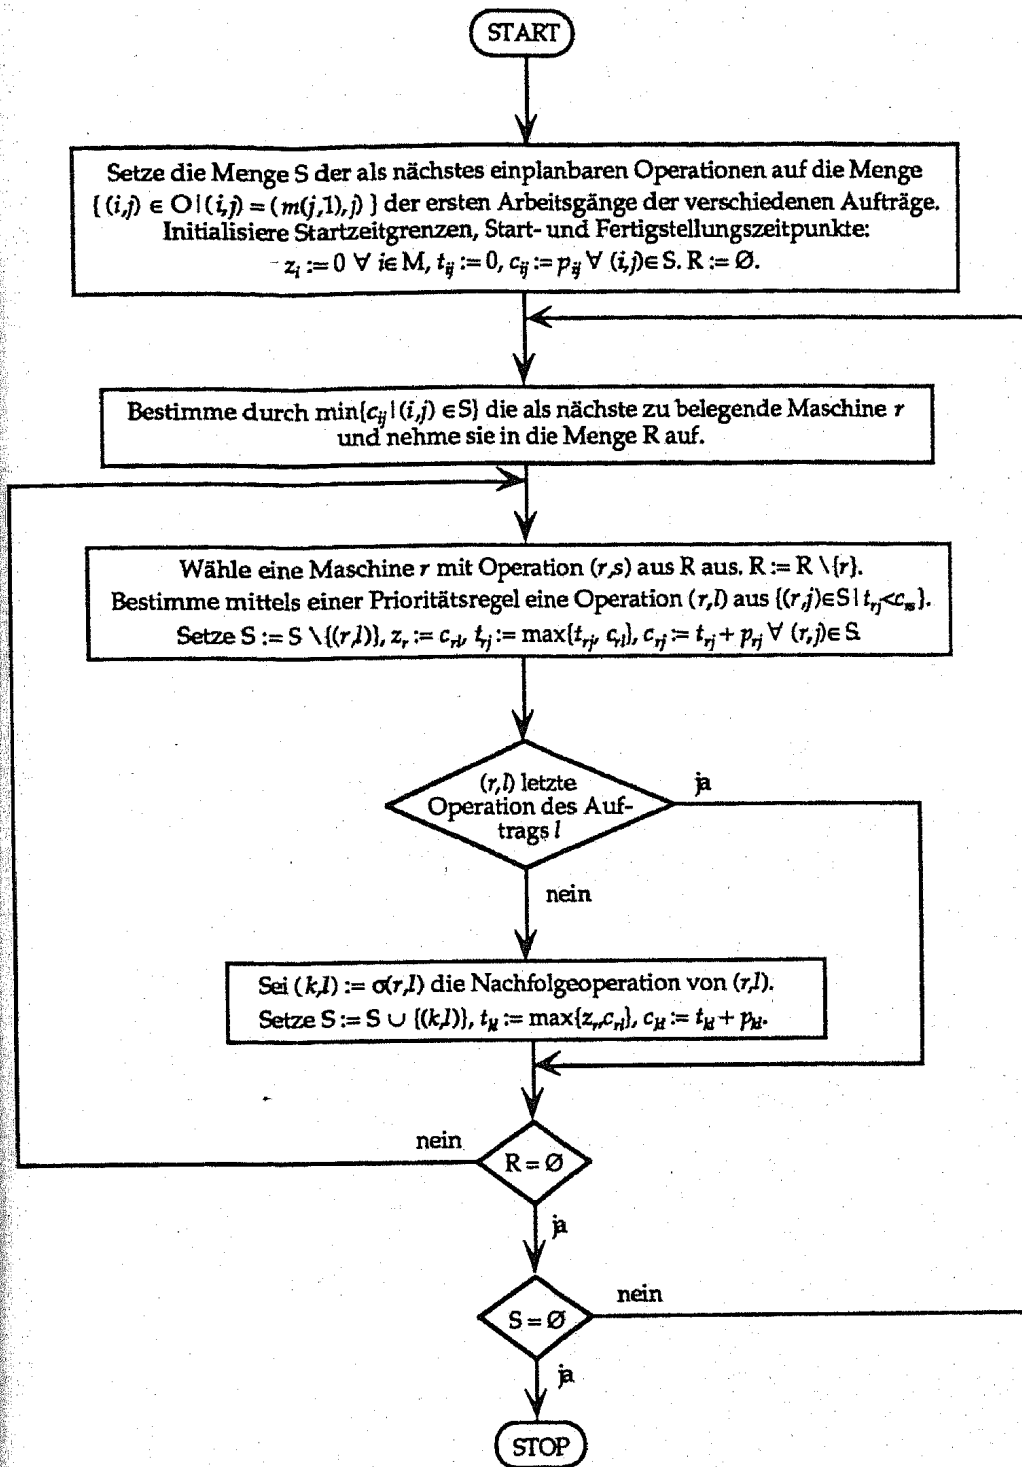 START
Setze die Menge S der als nächstes einplanbaren Operationen auf die Menge
{ (i,j) ∈ O | (i,j) = (m(j,1),j) } der ersten Arbeitsgänge der verschiedenen Aufträge.
Initialisiere Startzeitgrenzen, Start- und Fertigstellungszeitpunkte:
z_i := 0 ∀ i∈M, t_ij := 0, c_ij := p_ij ∀ (i,j)∈S. R := Ø.
Bestimme durch min{c_ij | (i,j) ∈S} die als nächste zu belegende Maschine r
und nehme sie in die Menge R auf.
Wähle eine Maschine r mit Operation (r,s) aus R aus. R := R \{r}.
Bestimme mittels einer Prioritätsregel eine Operation (r,l) aus {(r,j)∈S | t_rj<c_rs}.
Setze S := S \{(r,l)}, z_r := c_rl, t_rj := max{t_rj, c_rl}, c_rj := t_rj + p_rj ∀ (r,j)∈S
(r,l) letzte
Operation des Auf-
trags l
ja
nein
Sei (k,l) := σ(r,l) die Nachfolgeoperation von (r,l).
Setze S := S ∪ {(k,l)}, t_kl := max{z_r,c_rl}, c_kl := t_kl + p_kl.
nein
R = Ø
ja
S = Ø
nein
ja
STOP